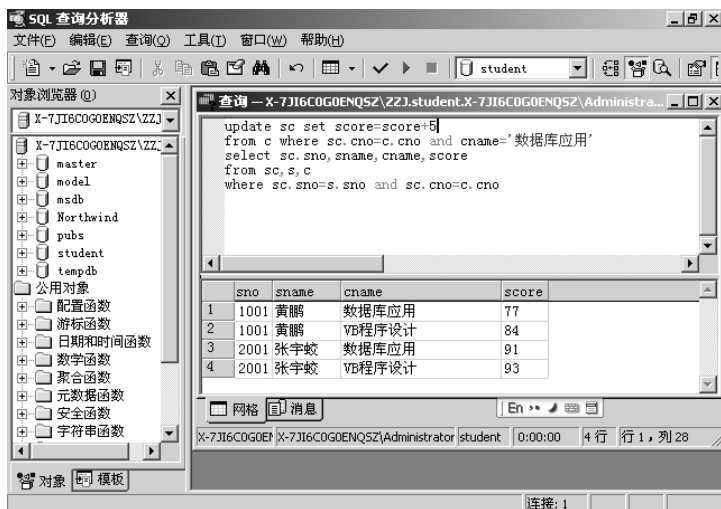 SQL 查询分析器
文件(F) 编辑(E) 查询(Q) 工具(T) 窗口(W) 帮助(H)
student
对象浏览器(O)
X-7JI6C0G0ENQSZ\ZZJ
X-7JI6C0G0ENQSZ\ZZJ
master
model
msdb
Northwind
pubs
student
tempdb
公用对象
配置函数
游标函数
日期和时间函数
数学函数
聚合函数
元数据函数
安全函数
字符串函数
对象 模板
查询 — X-7JI6C0G0ENQSZ\ZZJ.student.X-7JI6C0G0ENQSZ\Administra...
update sc set score=score+5
from c where sc.cno=c.cno and cname='数据库应用'
select sc.sno,sname,cname,score
from sc,s,c
where sc.sno=s.sno and sc.cno=c.cno
sno sname cname score
1 1001 黄鹏 数据库应用 77
2 1001 黄鹏 VB程序设计 84
3 2001 张宇蛟 数据库应用 91
4 2001 张宇蛟 VB程序设计 93
网格 消息
En
X-7JI6C0G0EN X-7JI6C0G0ENQSZ\Administrator student 0:00:00 4行 行1,列28
连接:1